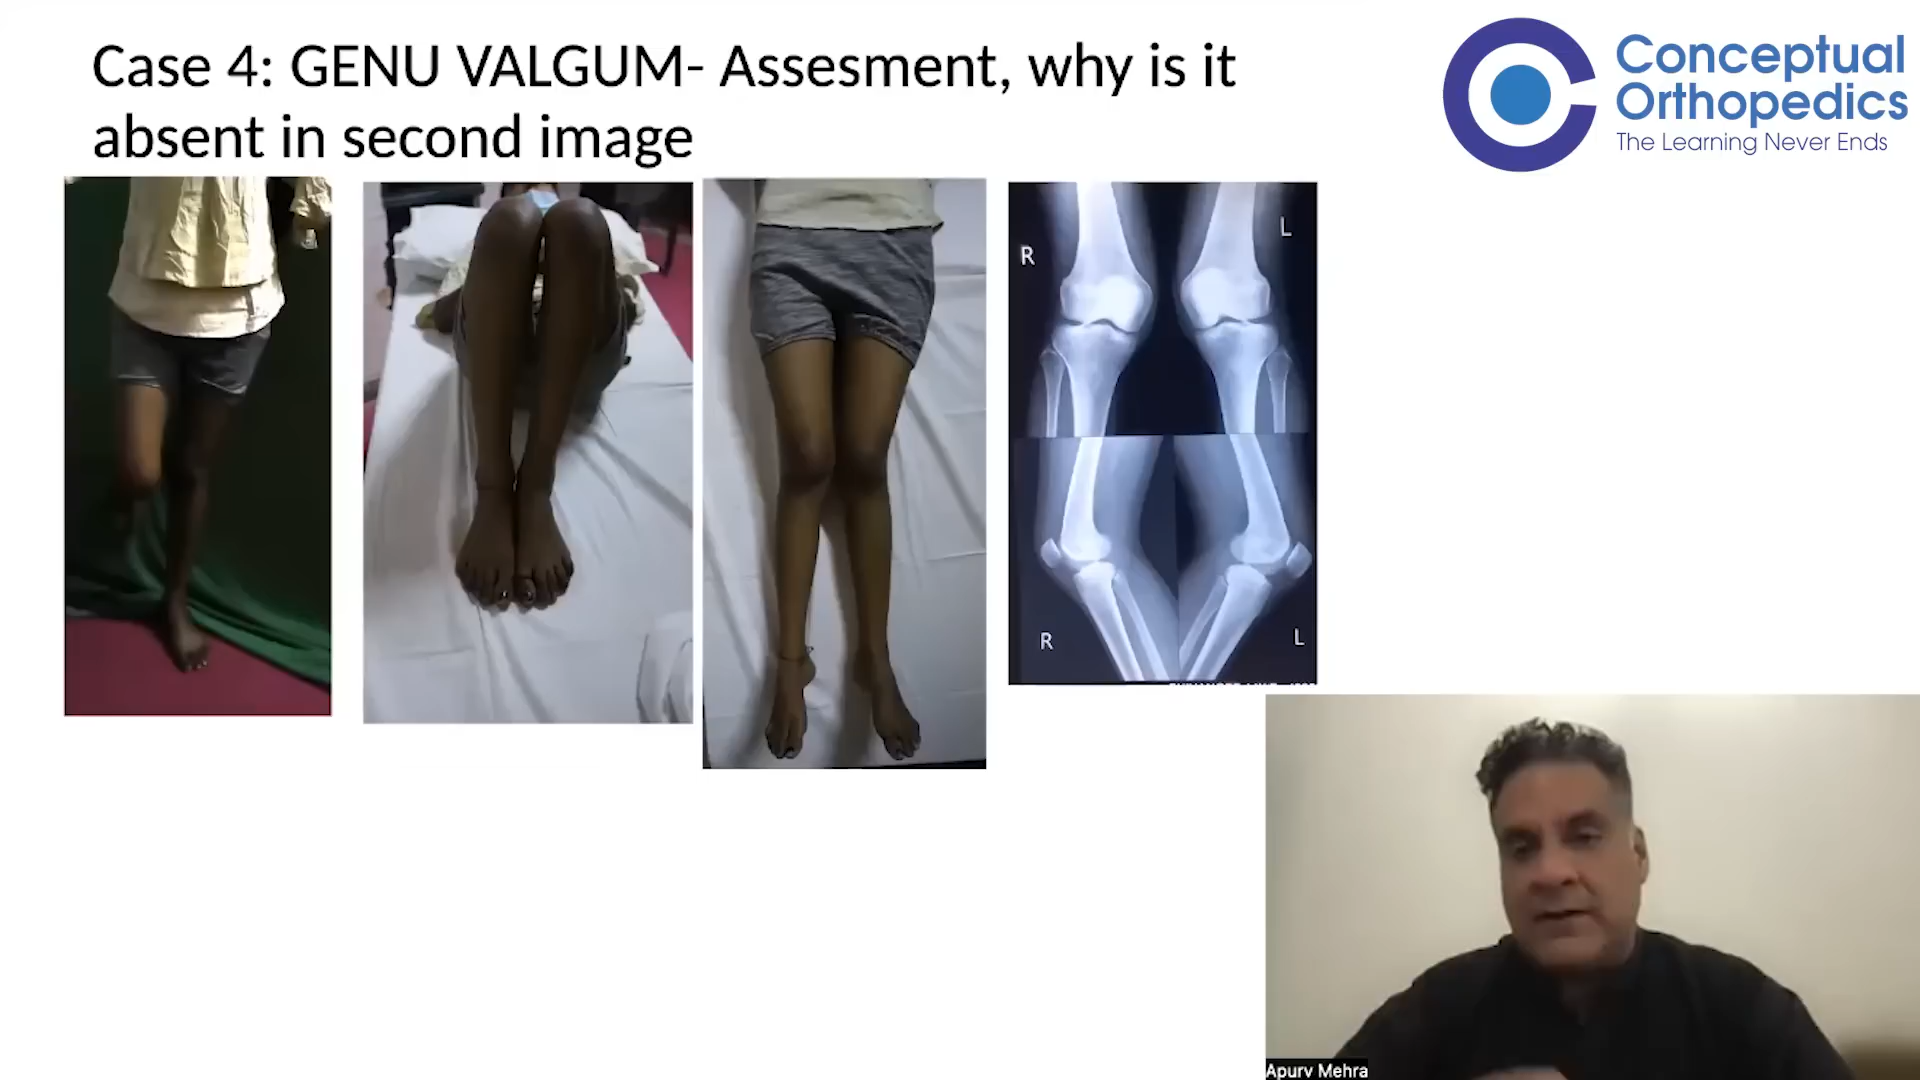 Case 4: GENU VALGUM- Assesment, why is it
absent in second image
Conceptual
Orthopedics
The Learning Never Ends
R
L
R
L
Apurv Mehra